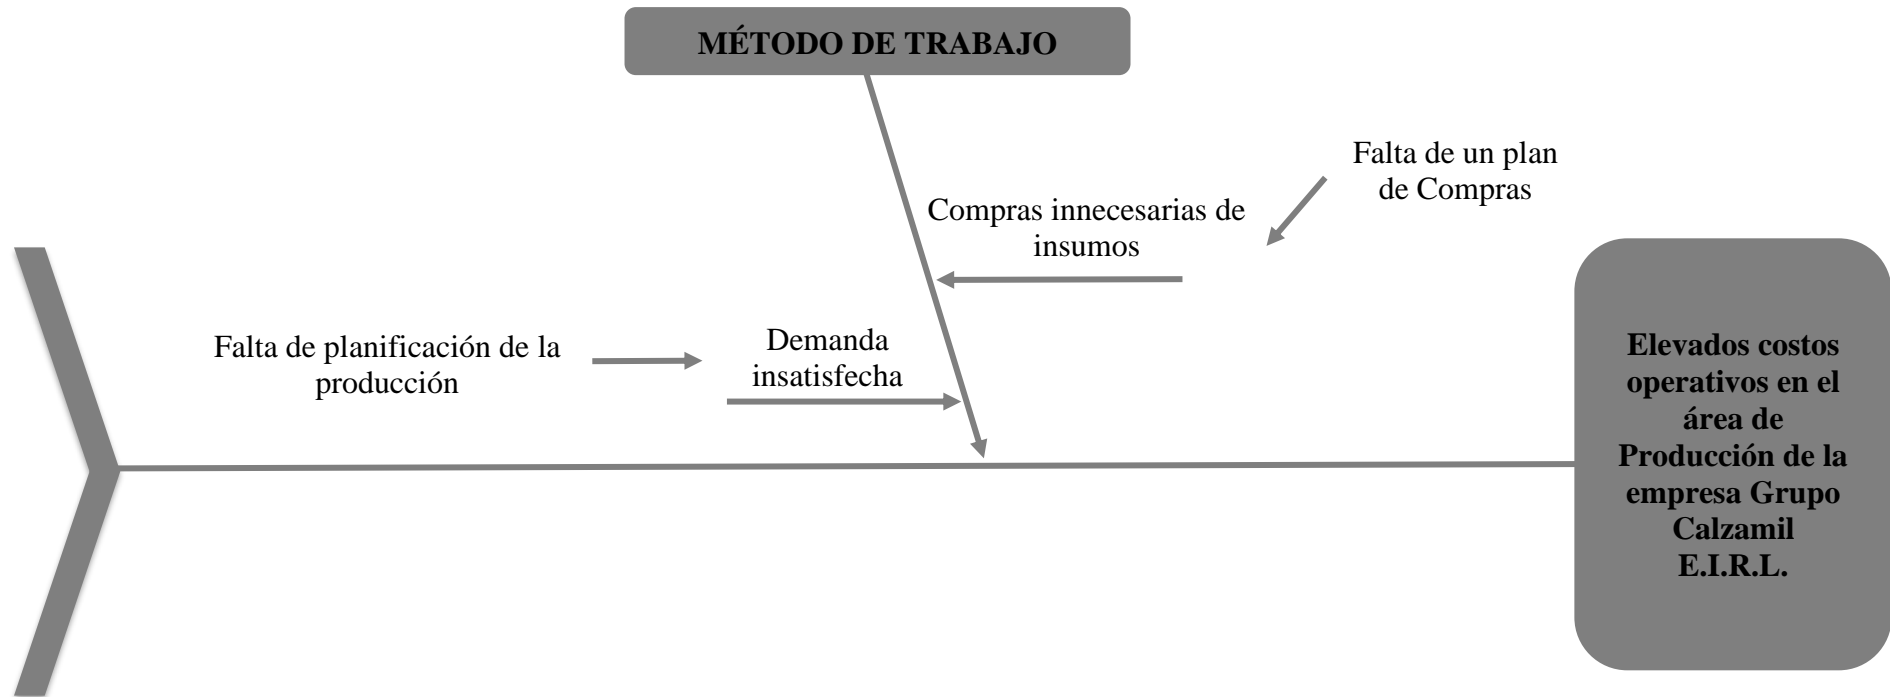 MÉTODO DE TRABAJO
Falta de un plan
de Compras
Compras innecesarias de
insumos
Falta de planificación de la
producción
Demanda
insatisfecha
Elevados costos
operativos en el
área de
Producción de la
empresa Grupo
Calzamil
E.I.R.L.